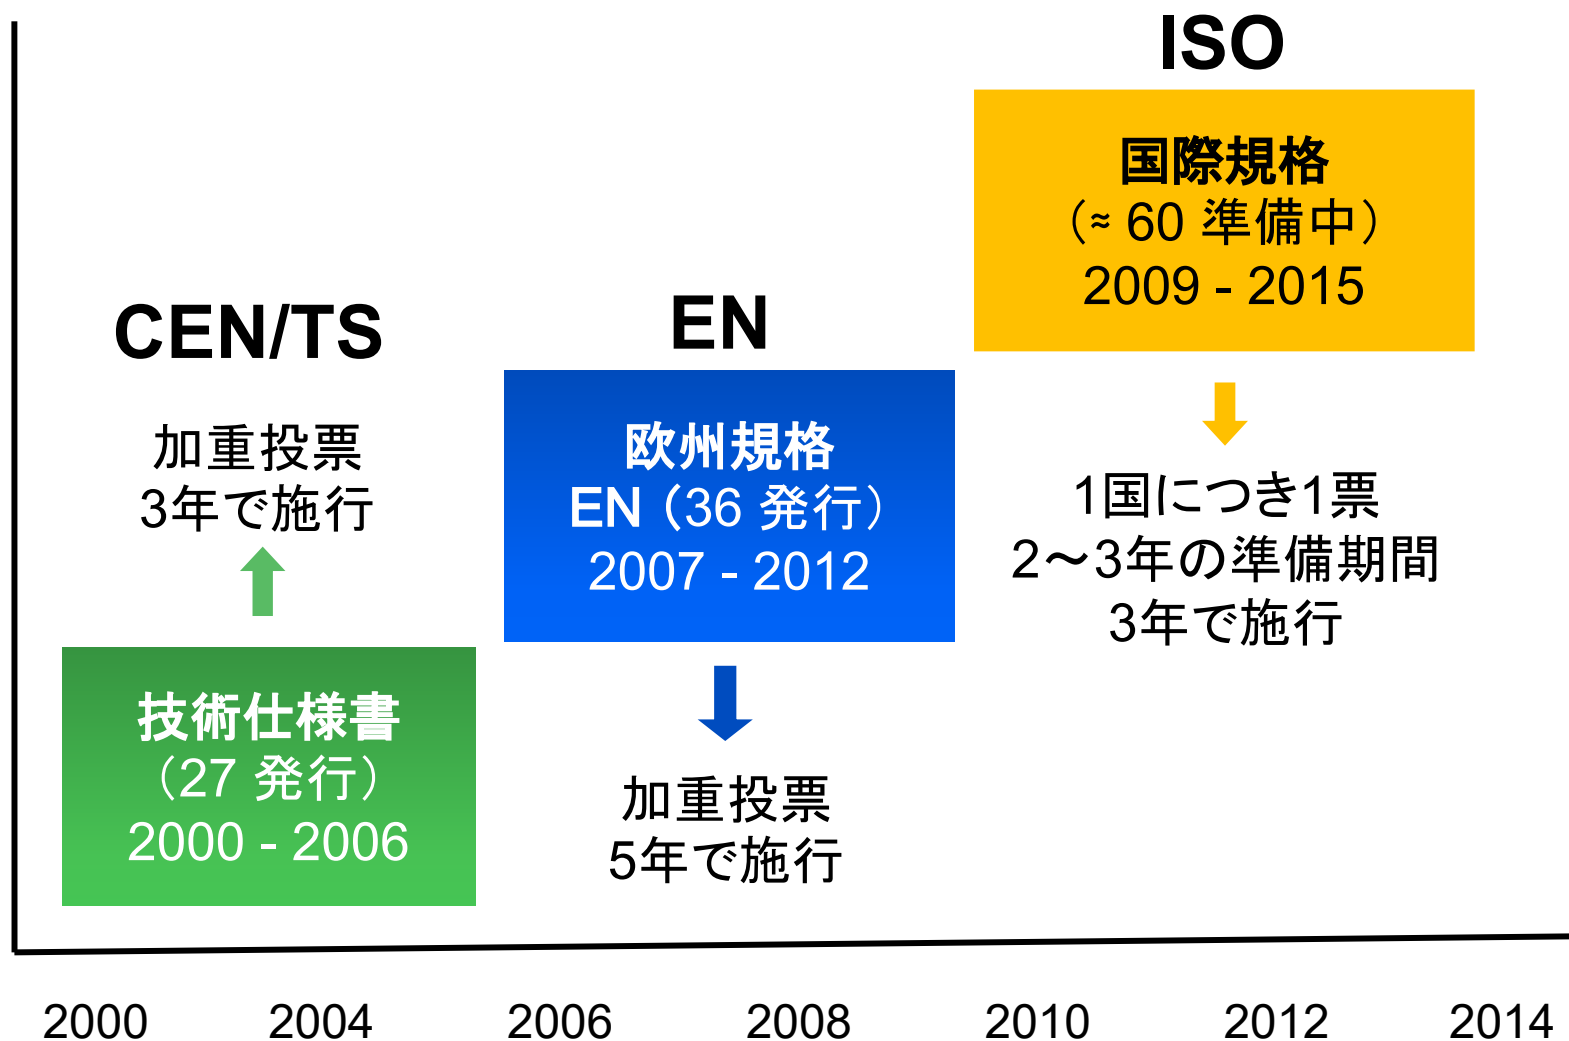 CEN/TS
加重投票
3年で施行
技術仕様書
（27 発行）
2000 - 2006
EN
欧州規格
EN（36 発行）
2007 - 2012
加重投票
5年で施行
ISO
国際規格
（≈ 60 準備中）
2009 - 2015
1国につき1票
2～3年の準備期間
3年で施行
2000 2004 2006 2008 2010 2012 2014